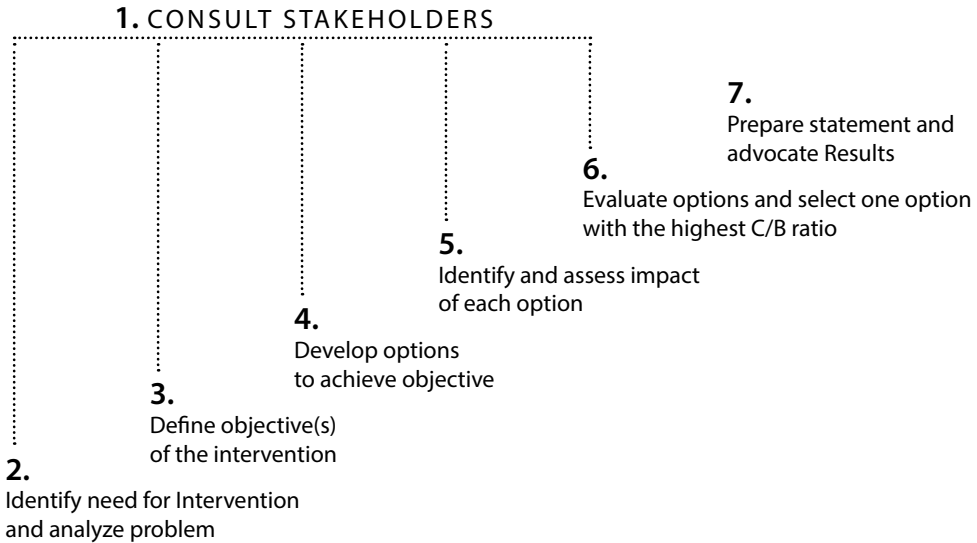 1. CONSULT STAKEHOLDERS
2.
Identify need for Intervention
and analyze problem
3.
Define objective(s)
of the intervention
4.
Develop options
to achieve objective
5.
Identify and assess impact
of each option
6.
Evaluate options and select one option
with the highest C/B ratio
7.
Prepare statement and
advocate Results